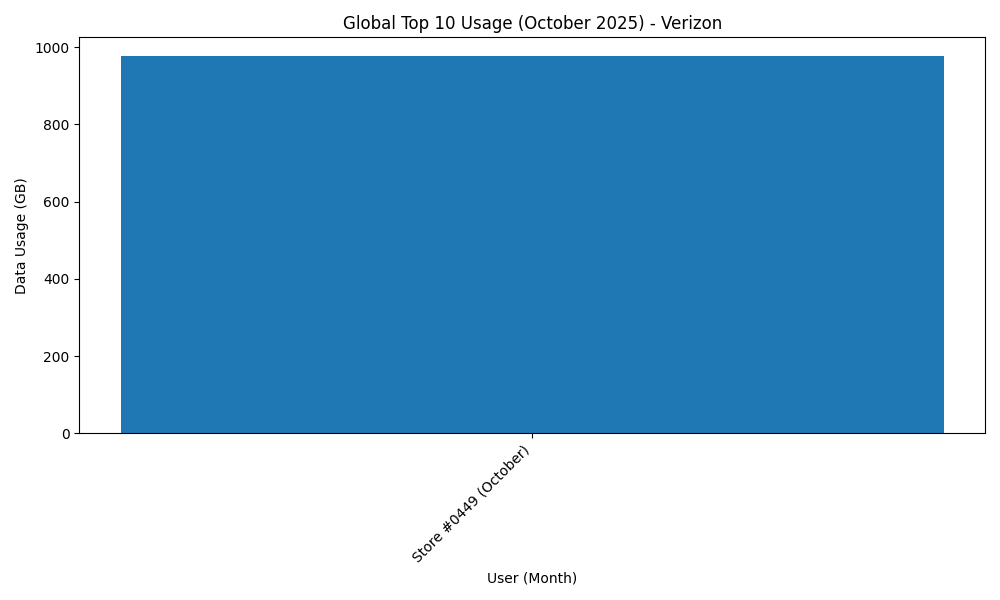 Global Top 10 Usage (October 2025) - Verizon
Data Usage (GB)
1000
800
600
400
200
0
Store #0449 (October)
User (Month)